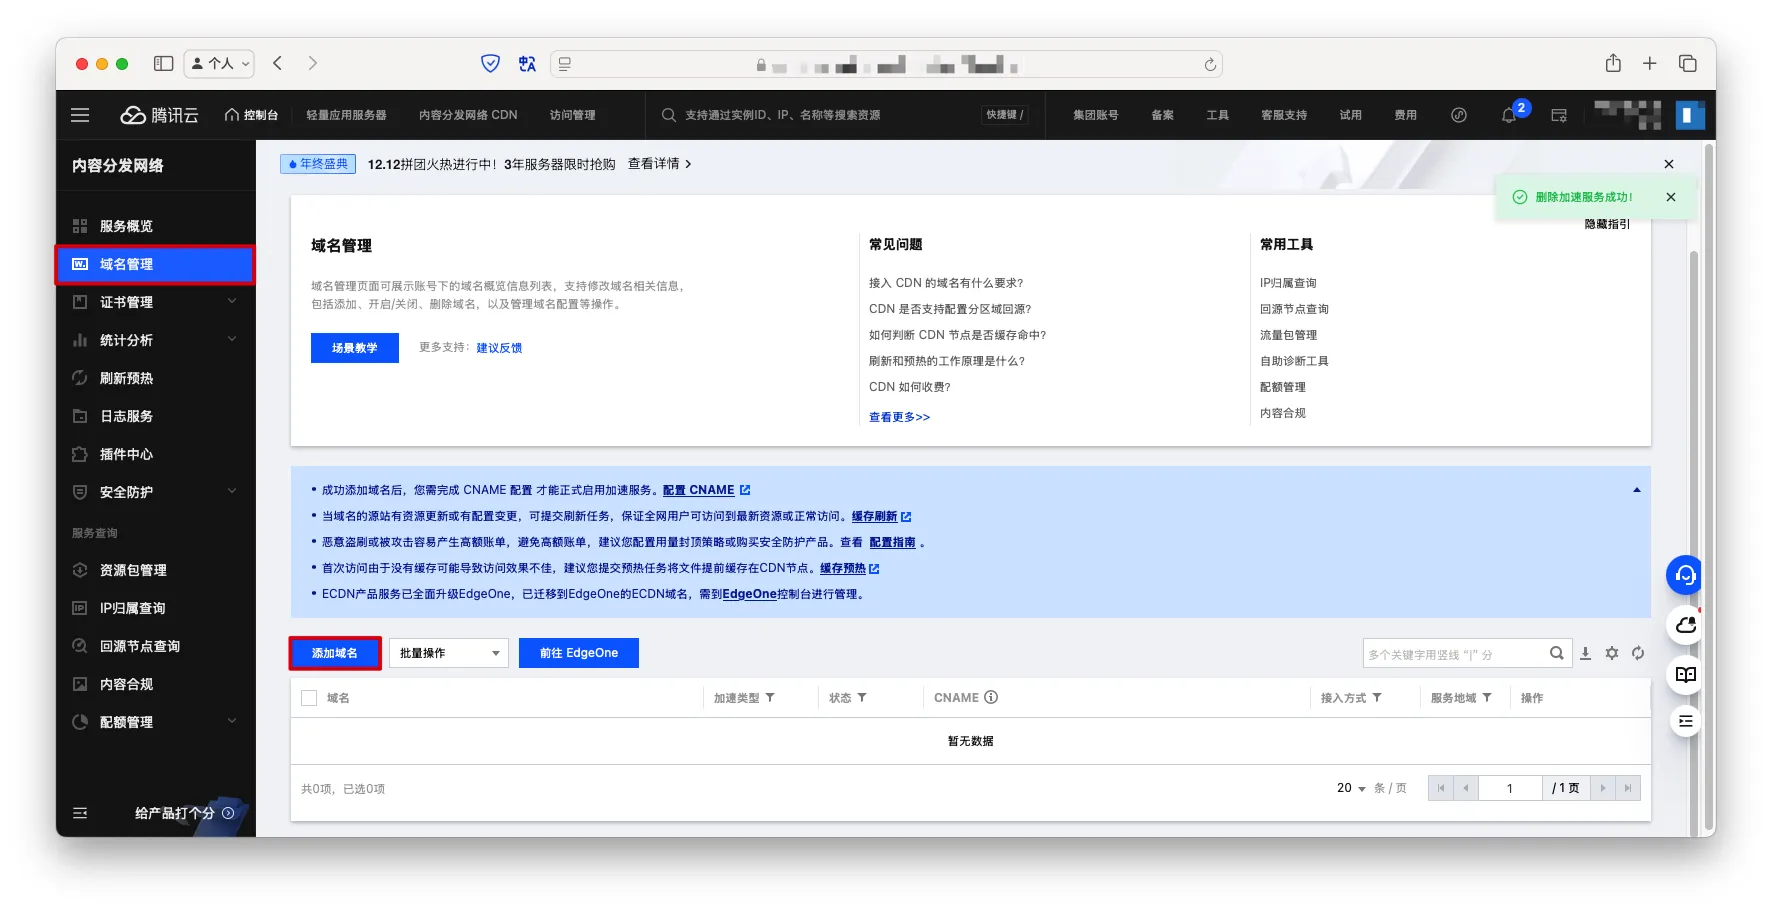 个人
腾讯云
控制台
轻量应用服务器
内容分发网络 CDN
访问管理
支持通过实例ID、IP、名称等搜索资源
快捷键 /
集团账号
备案
工具
客服支持
试用
费用
2
内容分发网络
服务概览
域名管理
证书管理
统计分析
刷新预热
日志服务
插件中心
安全防护
服务查询
资源包管理
IP归属查询
回源节点查询
内容合规
配额管理
给产品打个分
年终盛典 12.12拼团火热进行中！3年服务器限时抢购 查看详情
删除加速服务成功！
隐藏指引
域名管理
域名管理页面可展示账号下的域名概览信息列表，支持修改域名相关信息，
包括添加、开启/关闭、删除域名，以及管理域名配置等操作。
场景教学 更多支持：建议反馈
常见问题
接入 CDN 的域名有什么要求?
CDN 是否支持配置分区域回源?
如何判断 CDN 节点是否缓存命中?
刷新和预热的工作原理是什么?
CDN 如何收费?
查看更多>>
常用工具
IP归属查询
回源节点查询
流量包管理
自助诊断工具
配额管理
内容合规
• 成功添加域名后，您需完成 CNAME 配置 才能正式启用加速服务。配置 CNAME
• 当域名的源站有资源更新或有配置变更，可提交刷新任务，保证全网用户可访问到最新资源或正常访问。缓存刷新
• 恶意盗刷或被攻击容易产生高额账单，避免高额账单，建议您配置用量封顶策略或购买安全防护产品。查看 配置指南 。
• 首次访问由于没有缓存可能导致访问效果不佳，建议您提交预热任务将文件提前缓存在CDN节点。缓存预热
• ECDN产品服务已全面升级EdgeOne，已迁移到EdgeOne的ECDN域名，需到EdgeOne控制台进行管理。
添加域名 批量操作 前往 EdgeOne 多个关键字用竖线 “|” 分
域名 加速类型 状态 CNAME 接入方式 服务地域 操作
暂无数据
共0项，已选0项 20 条 / 页 1 / 1 页